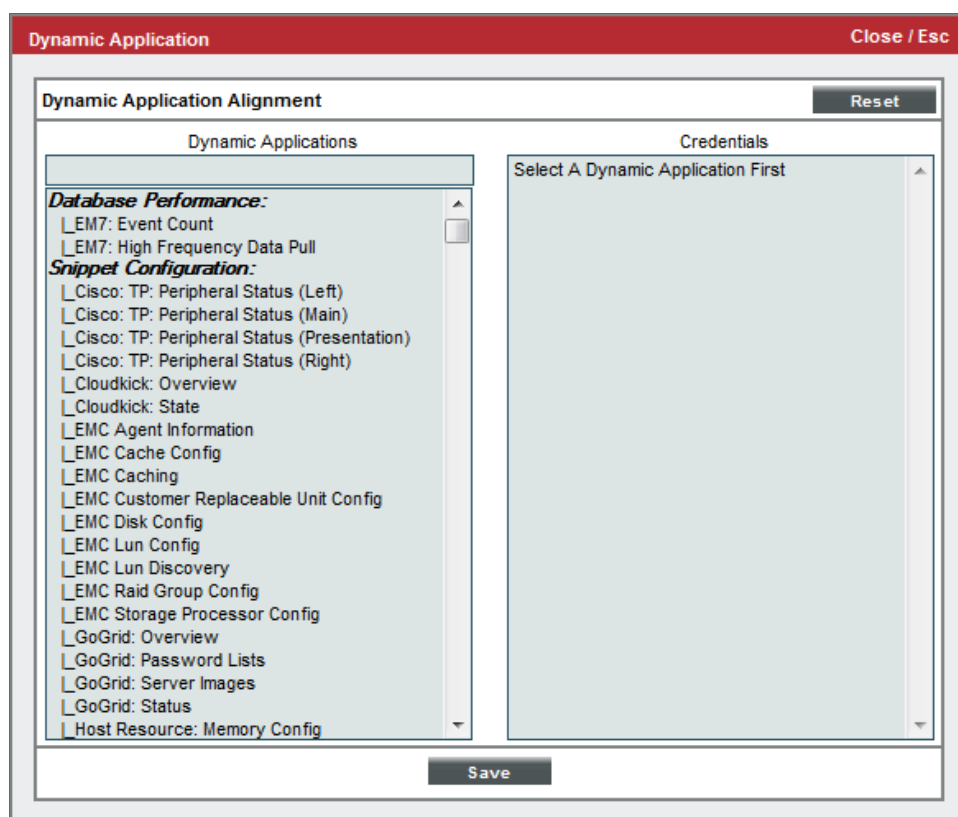 Dynamic Application Close / Esc
Dynamic Application Alignment Reset
Dynamic Applications Credentials
Select A Dynamic Application First
Database Performance:
|_EM7: Event Count
|_EM7: High Frequency Data Pull
Snippet Configuration:
|_Cisco: TP: Peripheral Status (Left)
|_Cisco: TP: Peripheral Status (Main)
|_Cisco: TP: Peripheral Status (Presentation)
|_Cisco: TP: Peripheral Status (Right)
|_Cloudkick: Overview
|_Cloudkick: State
|_EMC Agent Information
|_EMC Cache Config
|_EMC Caching
|_EMC Customer Replaceable Unit Config
|_EMC Disk Config
|_EMC Lun Config
|_EMC Lun Discovery
|_EMC Raid Group Config
|_EMC Storage Processor Config
|_GoGrid: Overview
|_GoGrid: Password Lists
|_GoGrid: Server Images
|_GoGrid: Status
|_Host Resource: Memory Config
Save